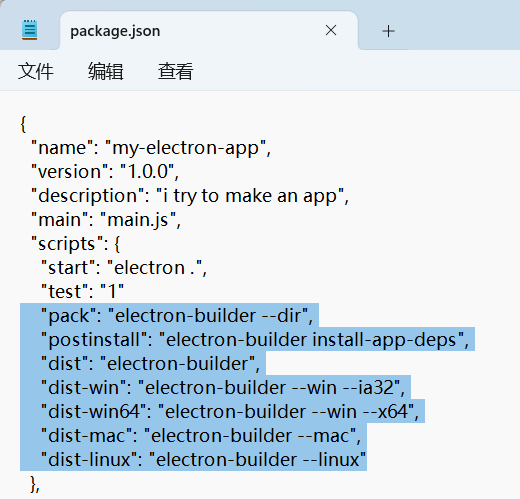 package.json
文件 编辑 查看
{
"name": "my-electron-app",
"version": "1.0.0",
"description": "i try to make an app",
"main": "main.js",
"scripts": {
"start": "electron .",
"test": "1"
"pack": "electron-builder --dir",
"postinstall": "electron-builder install-app-deps",
"dist": "electron-builder",
"dist-win": "electron-builder --win --ia32",
"dist-win64": "electron-builder --win --x64",
"dist-mac": "electron-builder --mac",
"dist-linux": "electron-builder --linux"
},